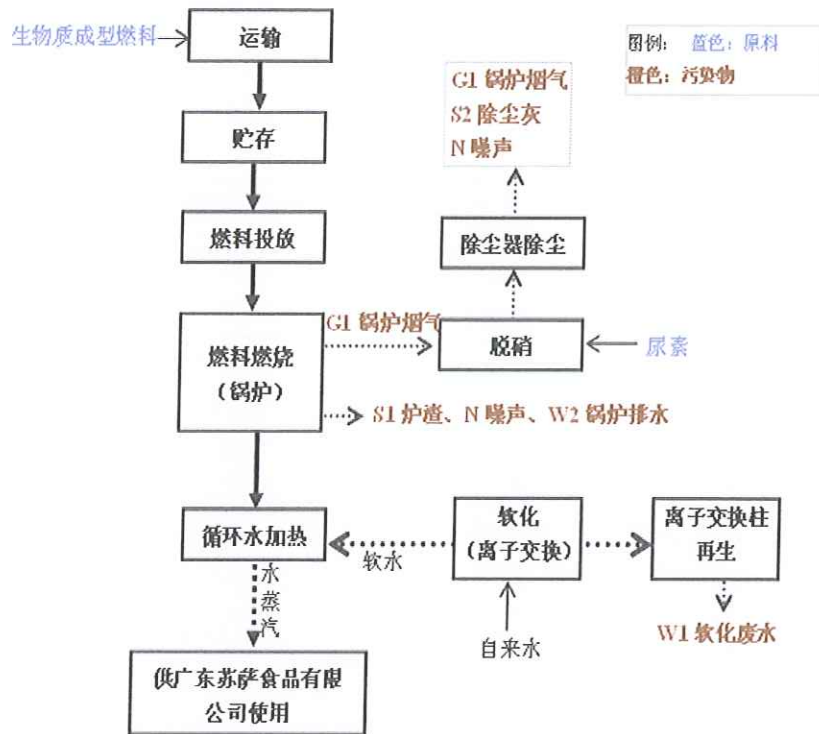 生物质成型燃料
运输
图例： 蓝色：原料
橙色：污染物
G1 锅炉烟气
S2 除尘灰
N 噪声
贮存
燃料投放
除尘器除尘
G1 锅炉烟气
燃料燃烧
（锅炉）
脱硝
尿素
S1 炉渣、N 噪声、W2 锅炉排水
循环水加热
软水
软化
（离子交换）
离子交换柱
再生
水蒸汽
自来水
W1 软化废水
供广东苏萨食品有限
公司使用